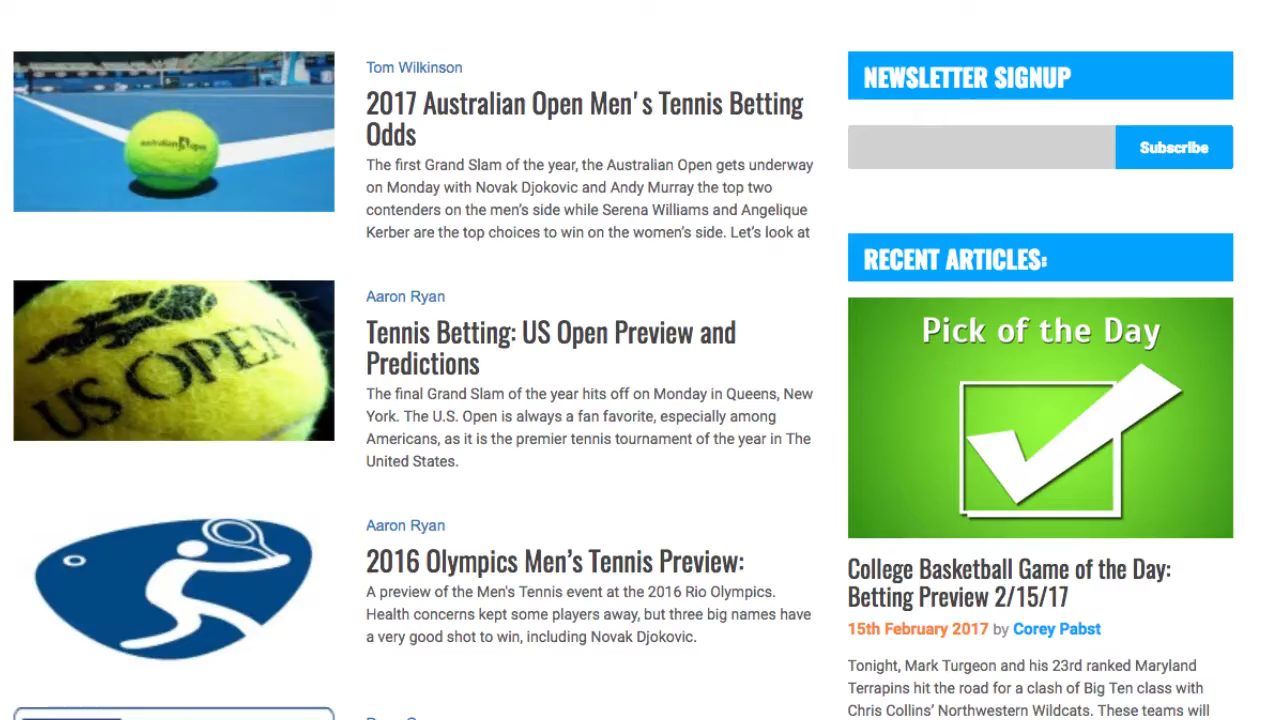 Tom Wilkinson
2017 Australian Open Men's Tennis Betting
Odds
The first Grand Slam of the year, the Australian Open gets underway
on Monday with Novak Djokovic and Andy Murray the top two
contenders on the men’s side while Serena Williams and Angelique
Kerber are the top choices to win on the women’s side. Let’s look at
australian open
Aaron Ryan
Tennis Betting: US Open Preview and
Predictions
The final Grand Slam of the year hits off on Monday in Queens, New
York. The U.S. Open is always a fan favorite, especially among
Americans, as it is the premier tennis tournament of the year in The
United States.
US OPEN
Aaron Ryan
2016 Olympics Men’s Tennis Preview:
A preview of the Men's Tennis event at the 2016 Rio Olympics.
Health concerns kept some players away, but three big names have
a very good shot to win, including Novak Djokovic.
NEWSLETTER SIGNUP
Subscribe
RECENT ARTICLES:
Pick of the Day
College Basketball Game of the Day:
Betting Preview 2/15/17
15th February 2017 by Corey Pabst
Tonight, Mark Turgeon and his 23rd ranked Maryland
Terrapins hit the road for a clash of Big Ten class with
Chris Collins’ Northwestern Wildcats. These teams will